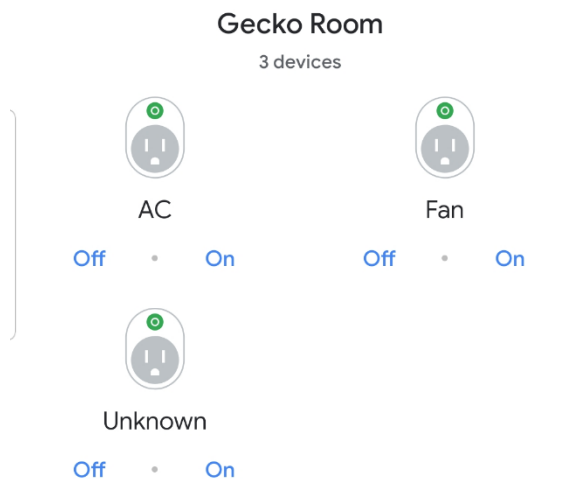 Gecko Room
3 devices
AC
Fan
Off
On
Off
On
Unknown
Off
On